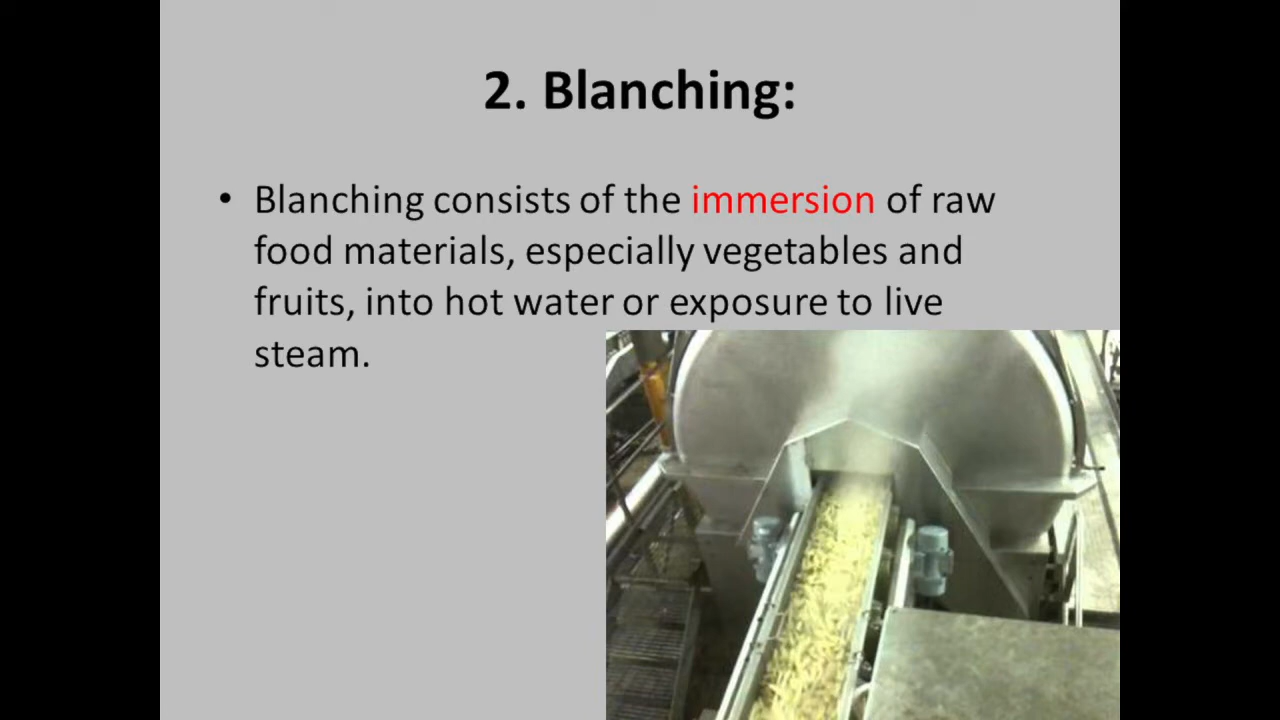 2. Blanching:
• Blanching consists of the immersion of raw
food materials, especially vegetables and
fruits, into hot water or exposure to live
steam.